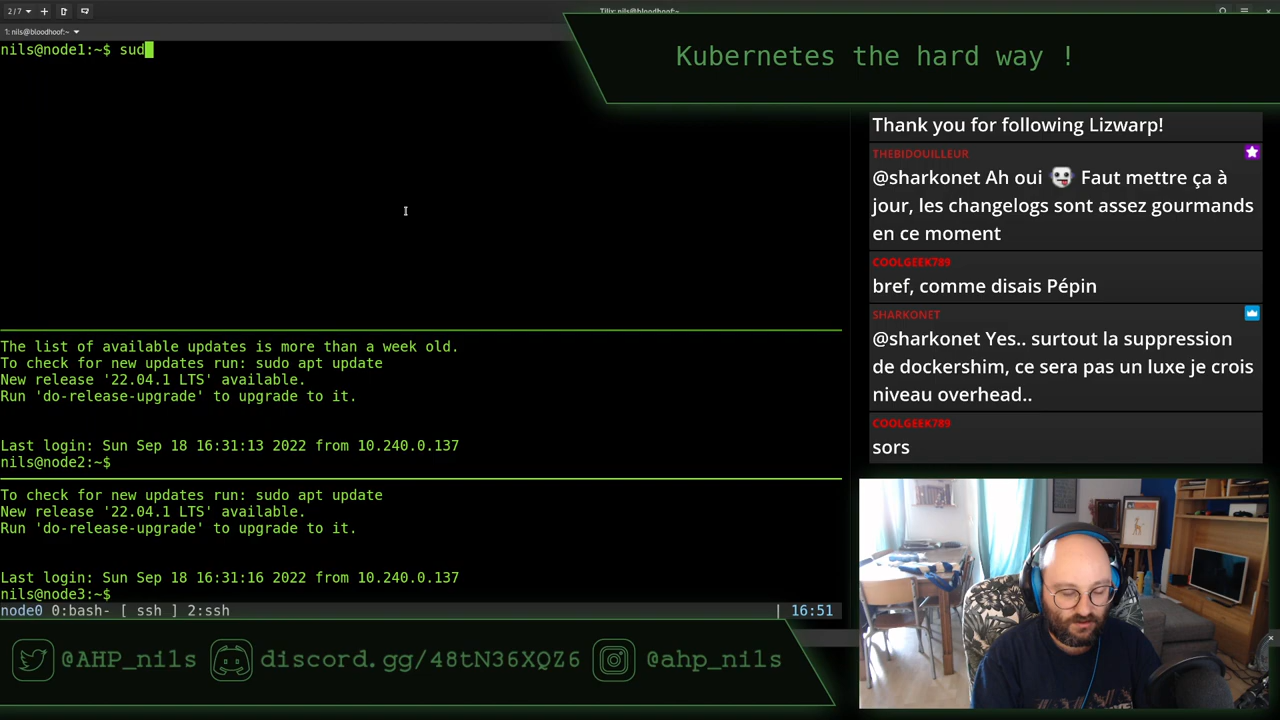 2/7
Tilix: nils@bloodhoof:~
1: nils@bloodhoof:~
nils@node1:~$ sud
Kubernetes the hard way !
Thank you for following Lizwarp!
THEBIDOUILLEUR
@sharkonet Ah oui Faut mettre ça à
jour, les changelogs sont assez gourmands
en ce moment
COOLGEEK789
bref, comme disais Pépin
SHARKONET
@sharkonet Yes.. surtout la suppression
de dockershim, ce sera pas un luxe je crois
niveau overhead..
COOLGEEK789
sors
The list of available updates is more than a week old.
To check for new updates run: sudo apt update
New release '22.04.1 LTS' available.
Run 'do-release-upgrade' to upgrade to it.
Last login: Sun Sep 18 16:31:13 2022 from 10.240.0.137
nils@node2:~$
To check for new updates run: sudo apt update
New release '22.04.1 LTS' available.
Run 'do-release-upgrade' to upgrade to it.
Last login: Sun Sep 18 16:31:16 2022 from 10.240.0.137
nils@node3:~$
node0 0:bash- [ ssh ] 2:ssh | 16:51
@AHP_nils discord.gg/48tN36XQZ6 @ahp_nils